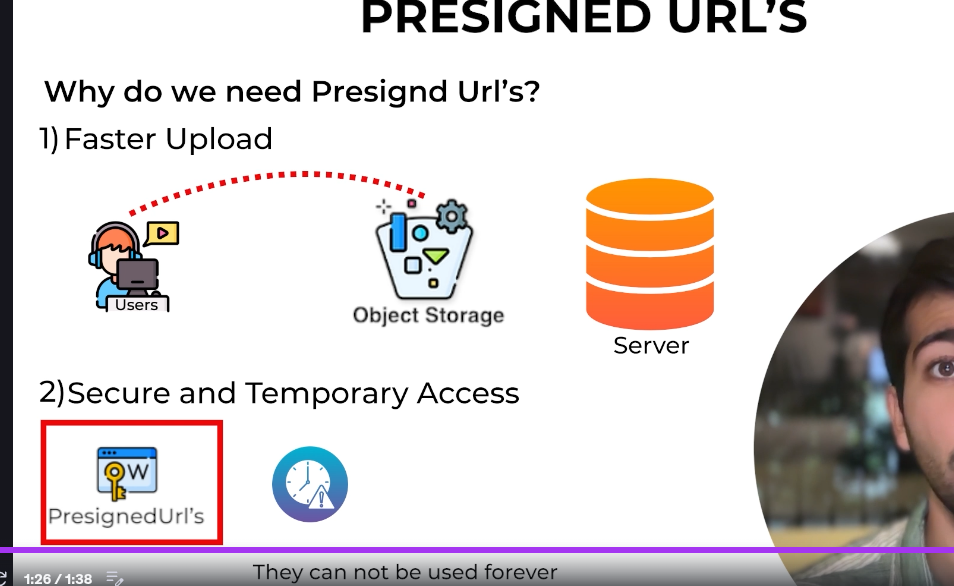 PRESIGNED URL'S
Why do we need Presignd Url's?
1) Faster Upload
Users
Object Storage
Server
2) Secure and Temporary Access
W
PresignedUrl's
They can not be used forever
1:26 / 1:38